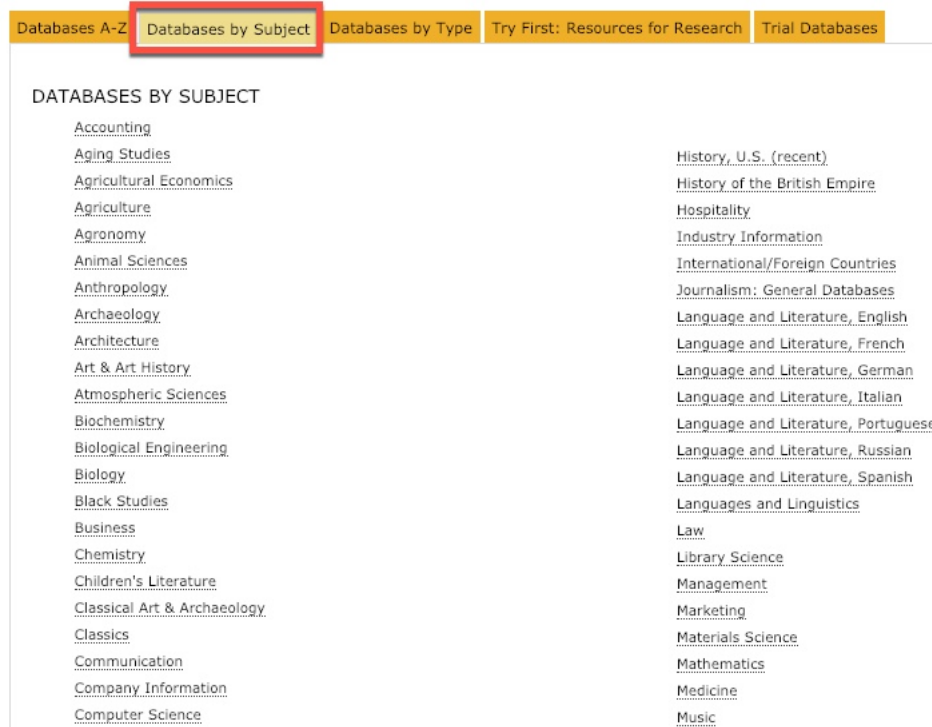 Databases A-Z Databases by Subject Databases by Type Try First: Resources for Research Trial Databases
DATABASES BY SUBJECT
Accounting
Aging Studies
Agricultural Economics
Agriculture
Agronomy
Animal Sciences
Anthropology
Archaeology
Architecture
Art & Art History
Atmospheric Sciences
Biochemistry
Biological Engineering
Biology
Black Studies
Business
Chemistry
Children's Literature
Classical Art & Archaeology
Classics
Communication
Company Information
Computer Science
History, U.S. (recent)
History of the British Empire
Hospitality
Industry Information
International/Foreign Countries
Journalism: General Databases
Language and Literature, English
Language and Literature, French
Language and Literature, German
Language and Literature, Italian
Language and Literature, Portuguese
Language and Literature, Russian
Language and Literature, Spanish
Languages and Linguistics
Law
Library Science
Management
Marketing
Materials Science
Mathematics
Medicine
Music